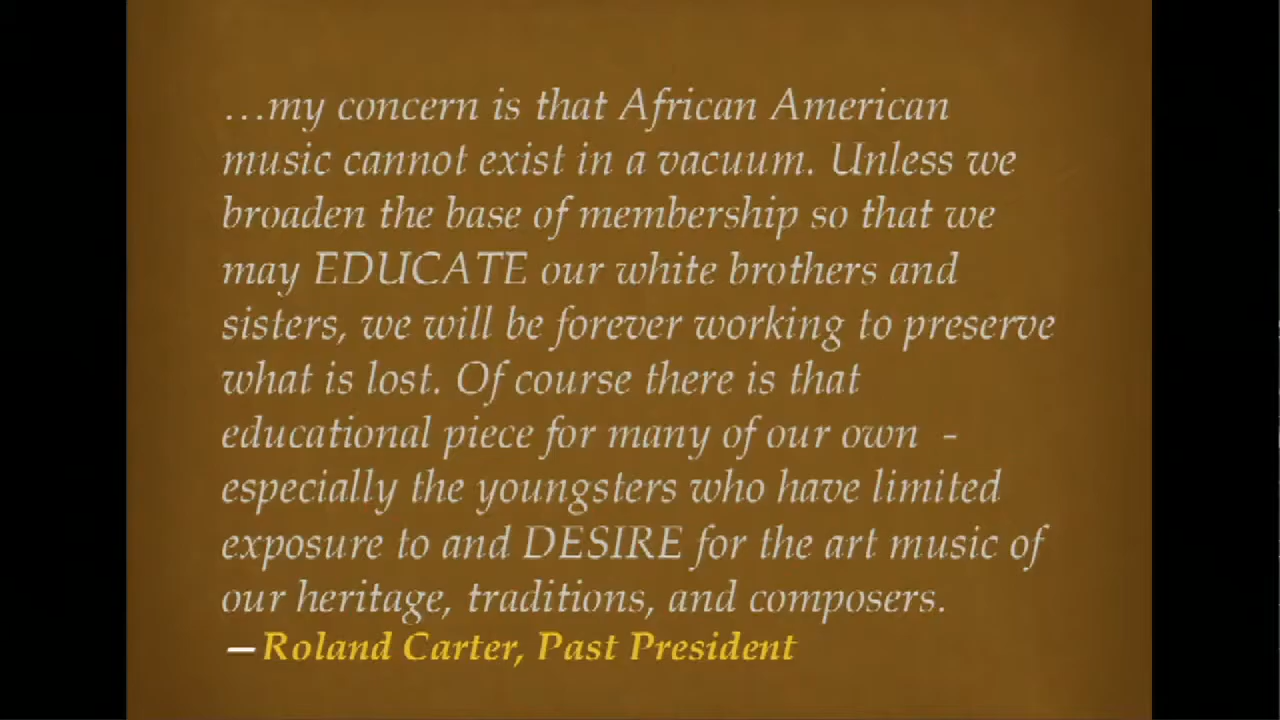 …my concern is that African American
music cannot exist in a vacuum. Unless we
broaden the base of membership so that we
may EDUCATE our white brothers and
sisters, we will be forever working to preserve
what is lost. Of course there is that
educational piece for many of our own  -
especially the youngsters who have limited
exposure to and DESIRE for the art music of
our heritage, traditions, and composers.
—Roland Carter, Past President